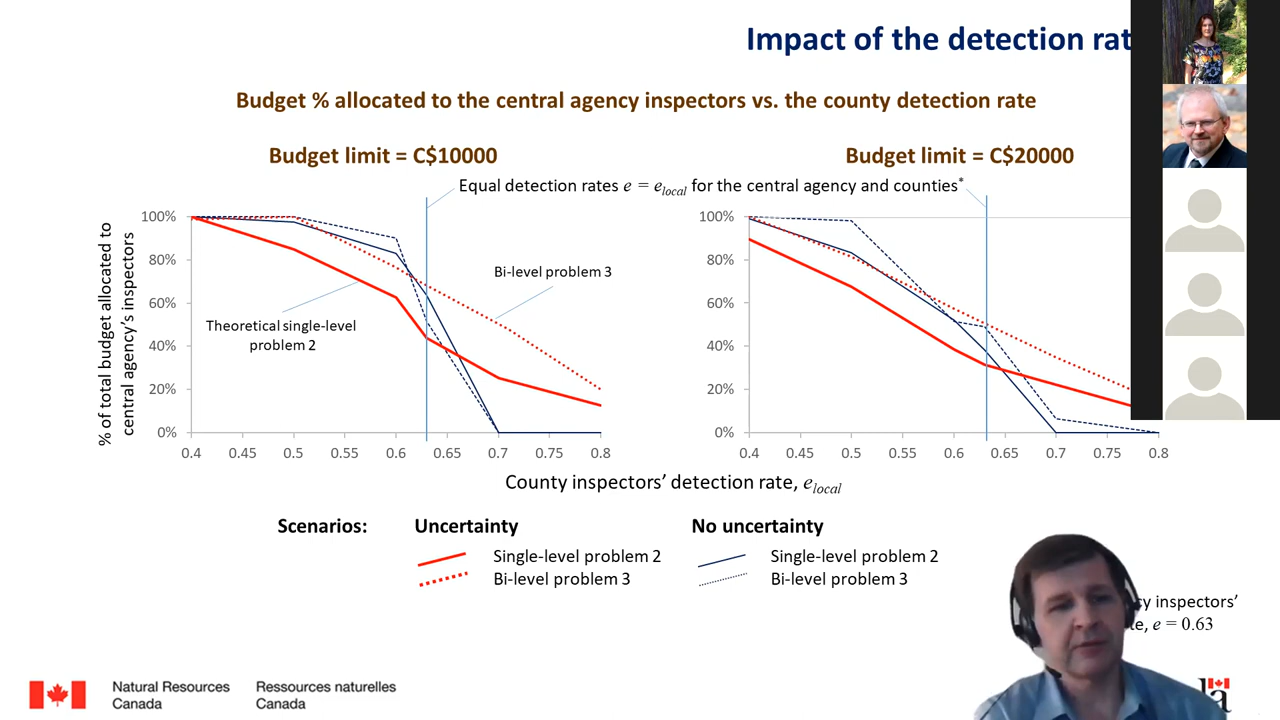 Impact of the detection
Budget % allocated to the central agency inspectors vs. the county detection rate
Budget limit = C$10000
Budget limit = C$20000
Equal detection rates e = e_local for the central agency and counties*
% of total budget allocated to
central agency's inspectors
100%
80%
60%
40%
20%
0%
Bi-level problem 3
Theoretical single-level
problem 2
0.4 0.45 0.5 0.55 0.6 0.65 0.7 0.75 0.8
100%
80%
60%
40%
20%
0%
0.4 0.45 0.5 0.55 0.6 0.65 0.7 0.75 0.8
County inspectors' detection rate, e_local
Scenarios:
Uncertainty
No uncertainty
Single-level problem 2
Single-level problem 2
Bi-level problem 3
Bi-level problem 3
inspectors'
e = 0.63
Natural Resources
Canada
Ressources naturelles
Canada